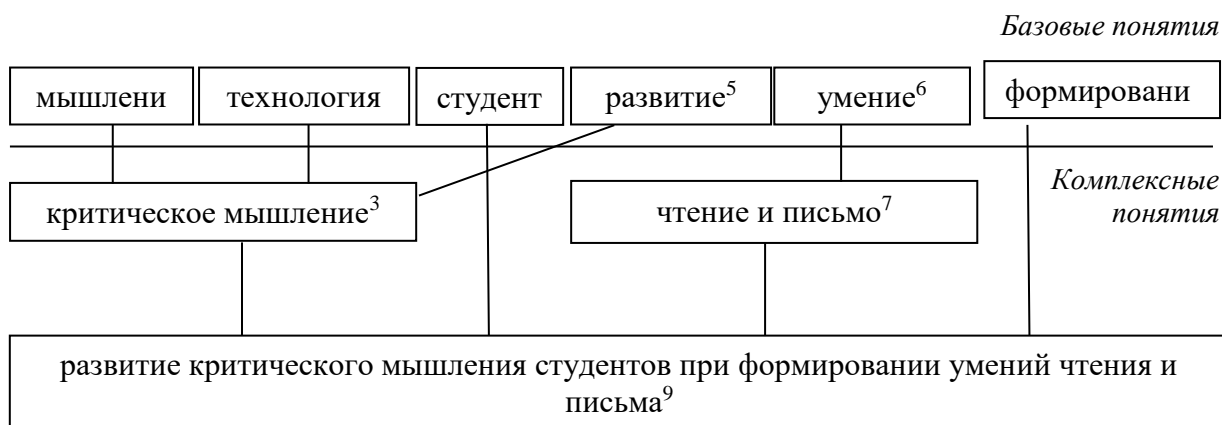 Базовые понятия
мышлени
технология
студент
развитие⁵
умение⁶
формировани
Комплексные
понятия
критическое мышление³
чтение и письмо⁷
развитие критического мышления студентов при формировании умений чтения и
письма⁹